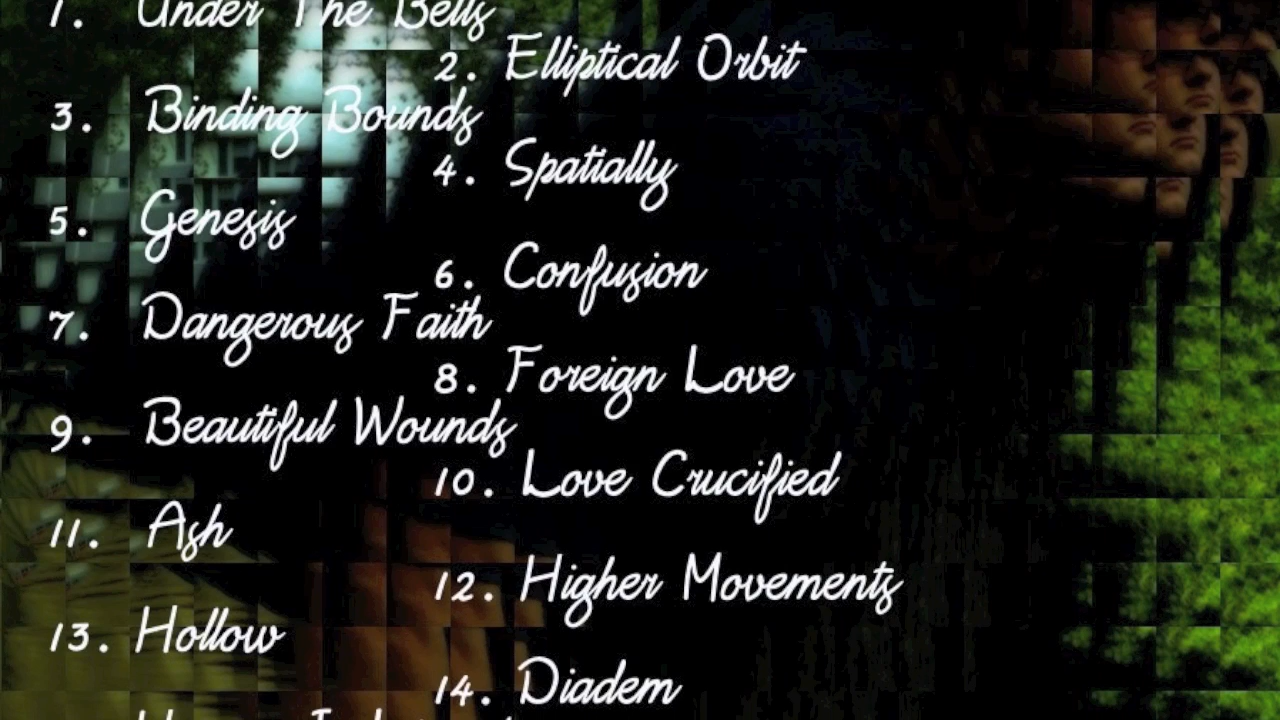 1. Under The Bells
2. Elliptical Orbit
3. Binding Bounds
4. Spatially
5. Genesis
6. Confusion
7. Dangerous Faith
8. Foreign Love
9. Beautiful Wounds
10. Love Crucified
11. Ash
12. Higher Movements
13. Hollow
14. Diadem